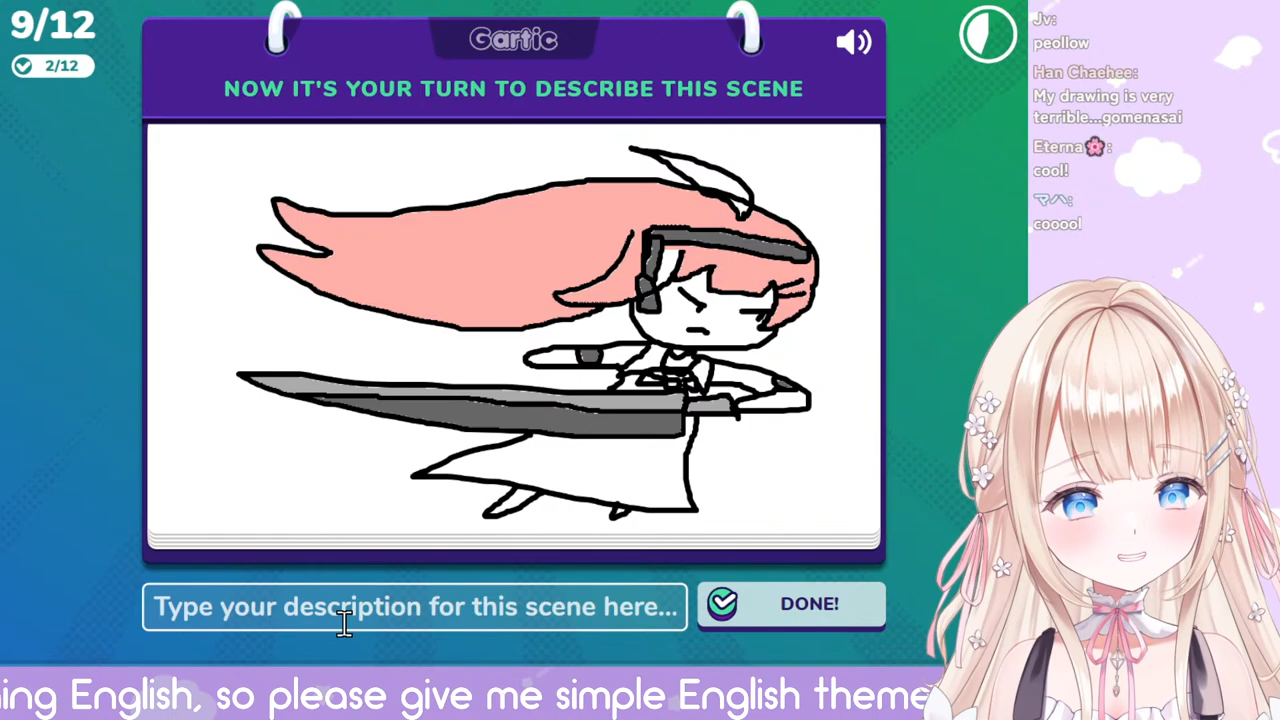 9/12
2/12
Gartic
NOW IT'S YOUR TURN TO DESCRIBE THIS SCENE
Type your description for this scene here...
DONE!
Jv:
peollow
Han Chaehee:
My drawing is very
terrible...gomenasai
Eterna🌸:
cool!
マハ:
cooool
ing English, so please give me simple English theme